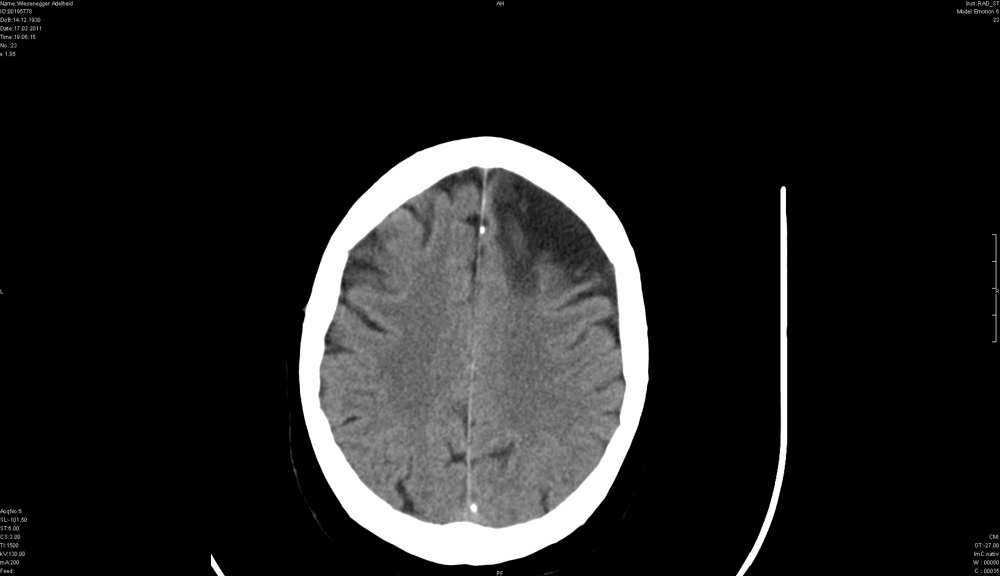 Name:Wiesenegger Adelheid
ID:00195778
DoB:14.12.1930
Date:17.02.2011
Time:19:06:15
No.:23
x 1.85
AH
Inst:RAD_ST
Model:Emotion 6
23
L
R
AcqNo:6
SL:-101.50
ST:6.00
CS:3.00
TI:1500
kV:130.00
mA:200
Feed:
PF
CM:
GT:-27.00
ImC:nativ
W : 00080
C : 00035